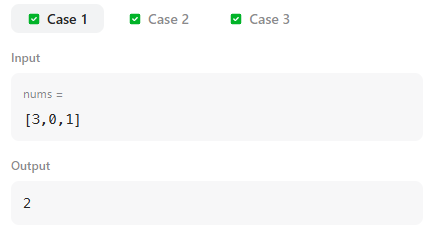 Case 1 Case 2 Case 3
Input
nums =
[3,0,1]
Output
2